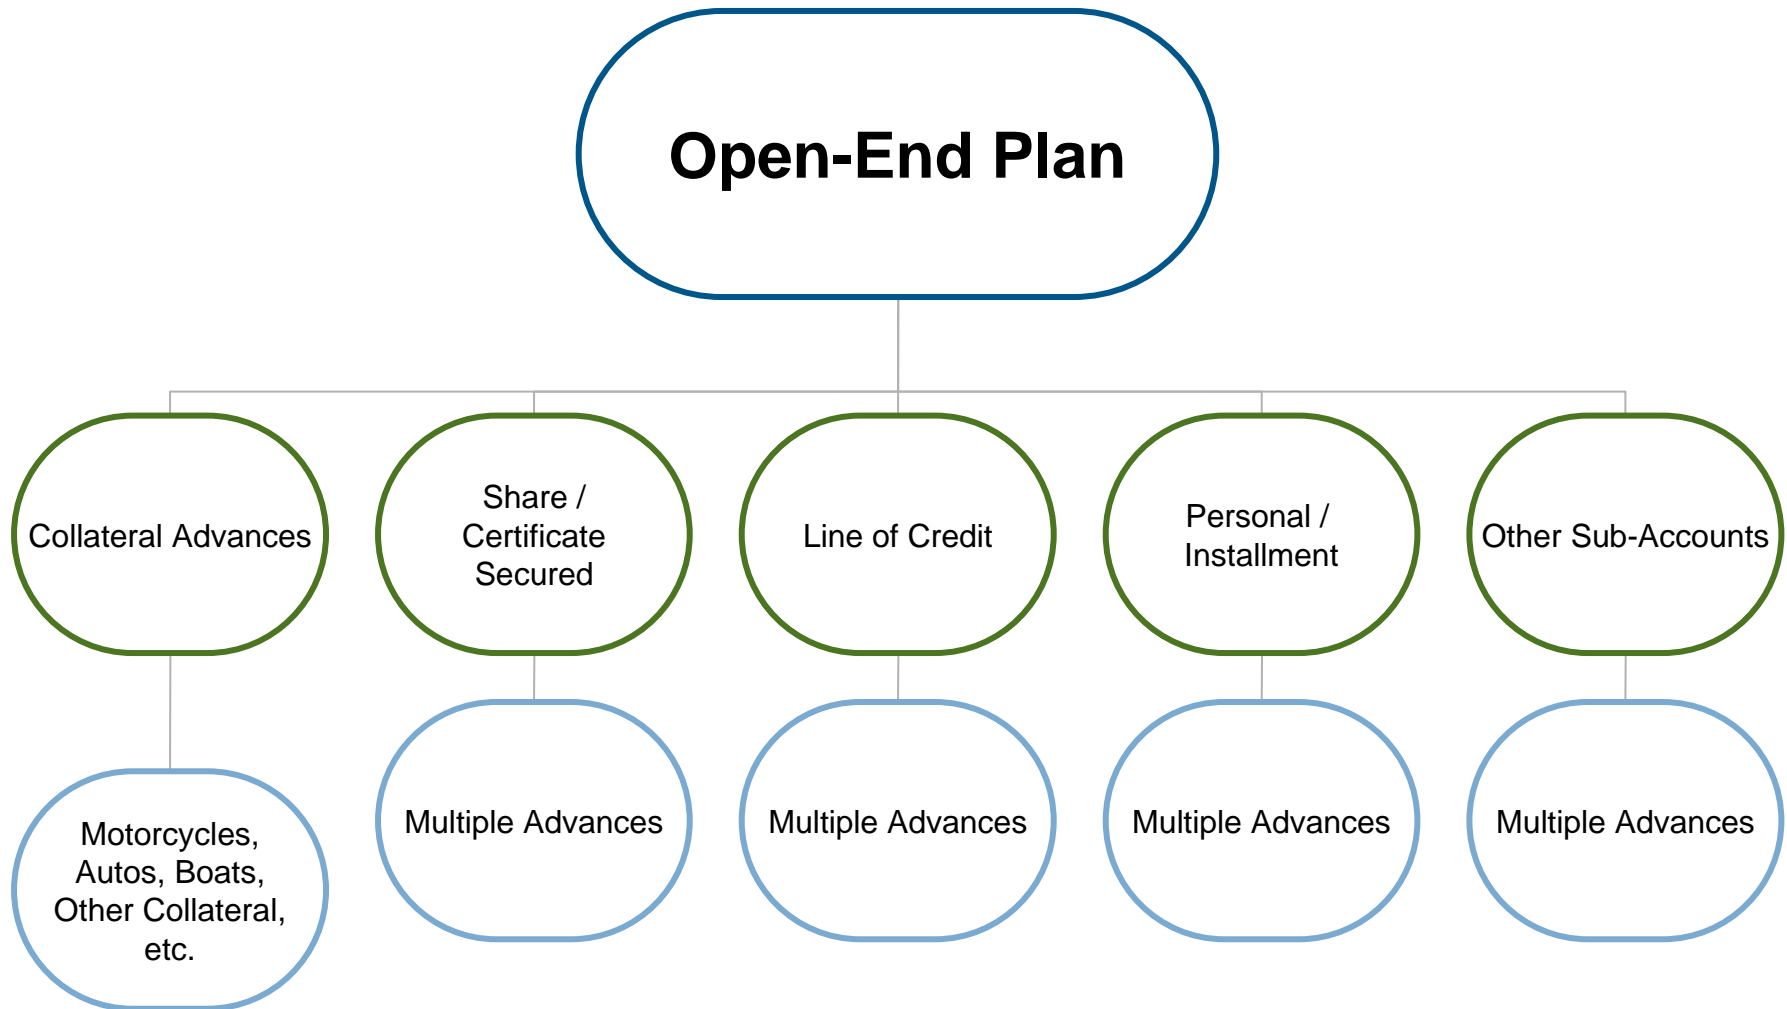 Open-End Plan
Collateral Advances
Share /
Certificate
Secured
Line of Credit
Personal /
Installment
Other Sub-Accounts
Motorcycles,
Autos, Boats,
Other Collateral,
etc.
Multiple Advances
Multiple Advances
Multiple Advances
Multiple Advances